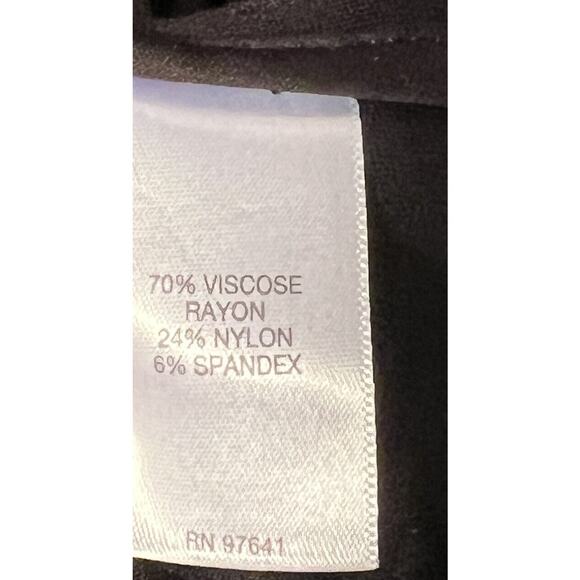 70% VISCOSE
RAYON
24% NYLON
6% SPANDEX
RN 97641